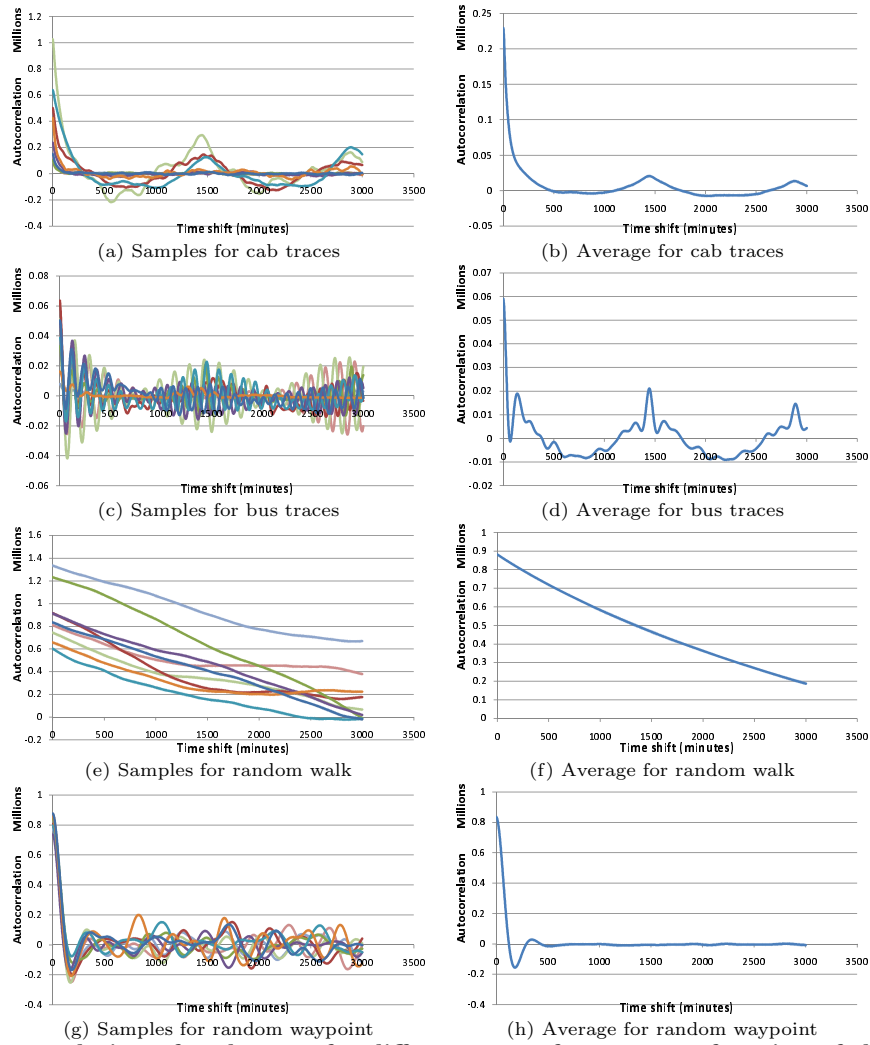 Millions
Autocorrelation
1.2
1
0.8
0.6
0.4
0.2
0
-0.2
-0.4
0 500 1000 1500 2000 2500 3000 3500
Time shift (minutes)
(a) Samples for cab traces
Millions
Autocorrelation
0.25
0.2
0.15
0.1
0.05
0
-0.05
0 500 1000 1500 2000 2500 3000 3500
Time shift (minutes)
(b) Average for cab traces
Millions
Autocorrelation
0.08
0.06
0.04
0.02
0
-0.02
-0.04
-0.06
0 500 1000 1500 2000 2500 3000 3500
Time shift (minutes)
(c) Samples for bus traces
Millions
Autocorrelation
0.07
0.06
0.05
0.04
0.03
0.02
0.01
0
-0.01
-0.02
0 500 1000 1500 2000 2500 3000 3500
Time shift (minutes)
(d) Average for bus traces
Millions
Autocorrelation
1.6
1.4
1.2
1
0.8
0.6
0.4
0.2
0
-0.2
0 500 1000 1500 2000 2500 3000 3500
Time shift (minutes)
(e) Samples for random walk
Millions
Autocorrelation
1
0.9
0.8
0.7
0.6
0.5
0.4
0.3
0.2
0.1
0
0 500 1000 1500 2000 2500 3000 3500
Time shift (minutes)
(f) Average for random walk
Millions
Autocorrelation
1
0.8
0.6
0.4
0.2
0
-0.2
-0.4
0 500 1000 1500 2000 2500 3000 3500
Time shift (minutes)
(g) Samples for random waypoint
Millions
Autocorrelation
1
0.8
0.6
0.4
0.2
0
-0.2
-0.4
0 500 1000 1500 2000 2500 3000 3500
Time shift (minutes)
(h) Average for random waypoint